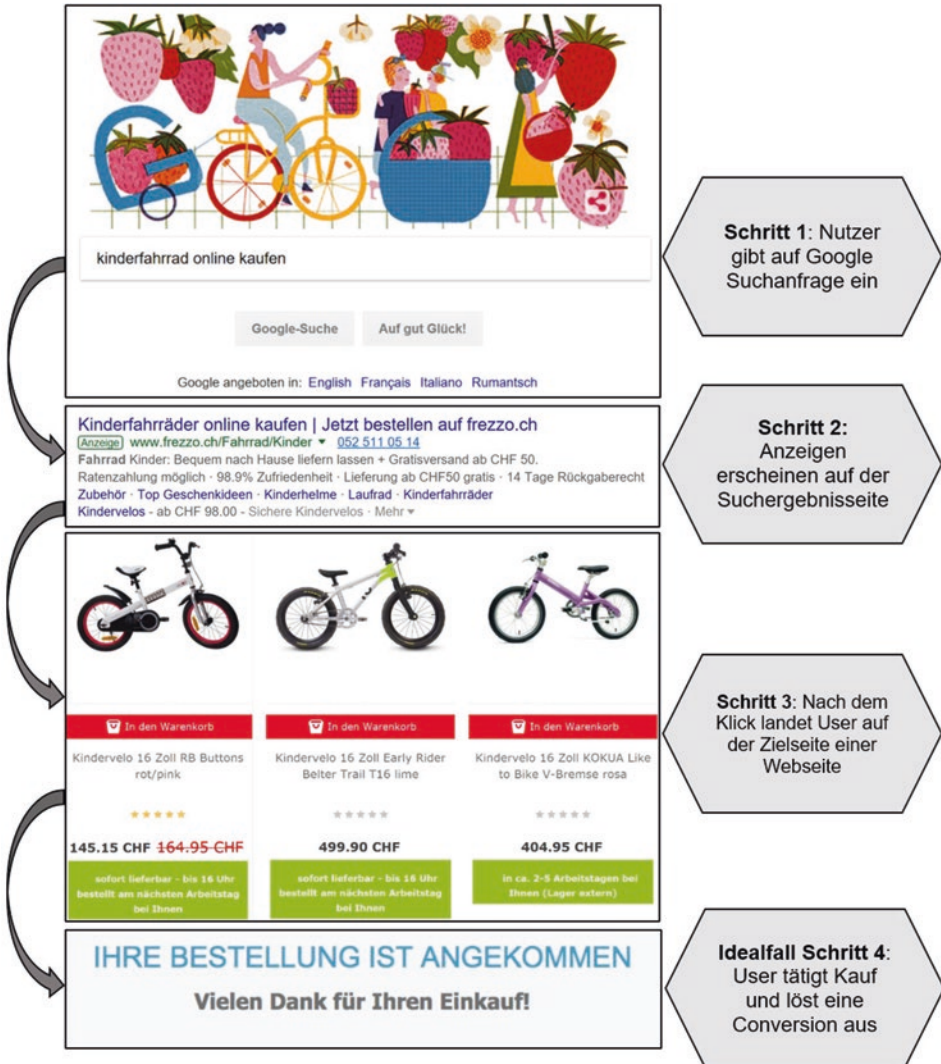 kinderfahrrad online kaufen
Google-Suche
Auf gut Glück!
Google angeboten in: English Français Italiano Rumantsch
Schritt 1: Nutzer
gibt auf Google
Suchanfrage ein
Kinderfahrräder online kaufen | Jetzt bestellen auf frezzo.ch
Anzeige www.frezzo.ch/Fahrrad/Kinder 052 511 05 14
Fahrrad Kinder: Bequem nach Hause liefern lassen + Gratisversand ab CHF 50.
Ratenzahlung möglich · 98.9% Zufriedenheit · Lieferung ab CHF50 gratis · 14 Tage Rückgaberecht
Zubehör · Top Geschenkideen · Kinderhelme · Laufrad · Kinderfahrräder
Kindervelos - ab CHF 98.00 - Sichere Kindervelos · Mehr
Schritt 2:
Anzeigen
erscheinen auf der
Suchergebnisseite
In den Warenkorb
Kindervelo 16 Zoll RB Buttons
rot/pink
145.15 CHF 164.95 CHF
sofort lieferbar - bis 16 Uhr
bestellt am nächsten Arbeitstag
bei Ihnen
In den Warenkorb
Kindervelo 16 Zoll Early Rider
Belter Trail T16 lime
499.90 CHF
sofort lieferbar - bis 16 Uhr
bestellt am nächsten Arbeitstag
bei Ihnen
In den Warenkorb
Kindervelo 16 Zoll KOKUA Like
to Bike V-Bremse rosa
404.95 CHF
in ca. 2-5 Arbeitstagen bei
Ihnen (Lager extern)
Schritt 3: Nach dem
Klick landet User auf
der Zielseite einer
Webseite
IHRE BESTELLUNG IST ANGEKOMMEN
Vielen Dank für Ihren Einkauf!
Idealfall Schritt 4:
User tätigt Kauf
und löst eine
Conversion aus